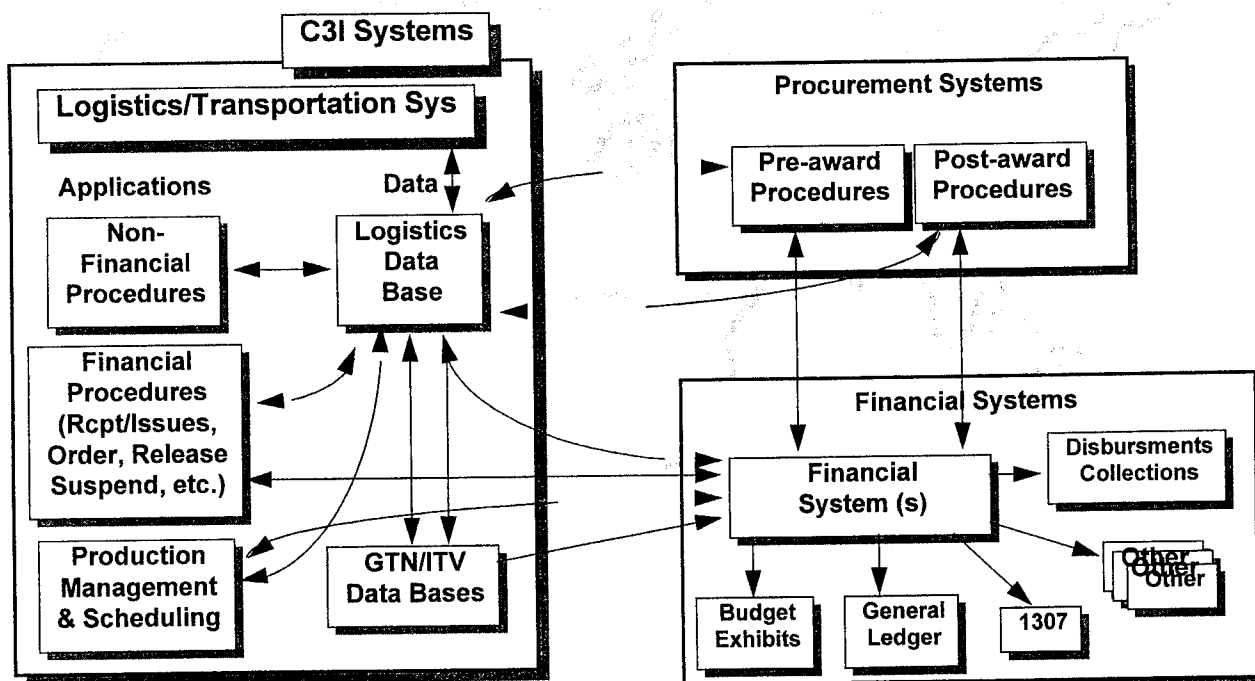 C3I Systems
Logistics/Transportation Sys
Applications
Data
Non-
Financial
Procedures
Logistics
Data
Base
Financial
Procedures
(Rcpt/Issues,
Order, Release
Suspend, etc.)
Production
Management
& Scheduling
GTN/ITV
Data Bases
Procurement Systems
Pre-award
Procedures
Post-award
Procedures
Financial Systems
Financial
System (s)
Disbursments
Collections
Budget
Exhibits
General
Ledger
1307
Other
Other
Other